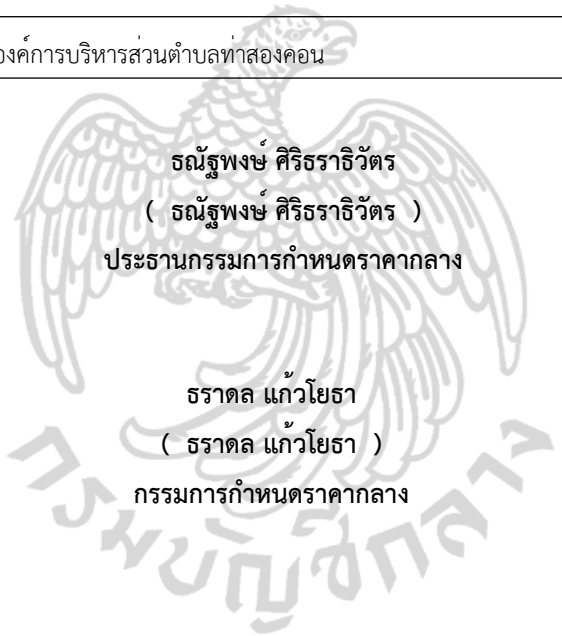 องค์การบริหารส่วนตำบลท่าสองคอน
ธณัฐพงษ์ ศิริธราธิวัตร
( ธณัฐพงษ์ ศิริธราธิวัตร )
ประธานกรรมการกำหนดราคากลาง
ธราดล แก้วโยธา
( ธราดล แก้วโยธา )
กรรมการกำหนดราคากลาง
กรมบัญชีกลาง